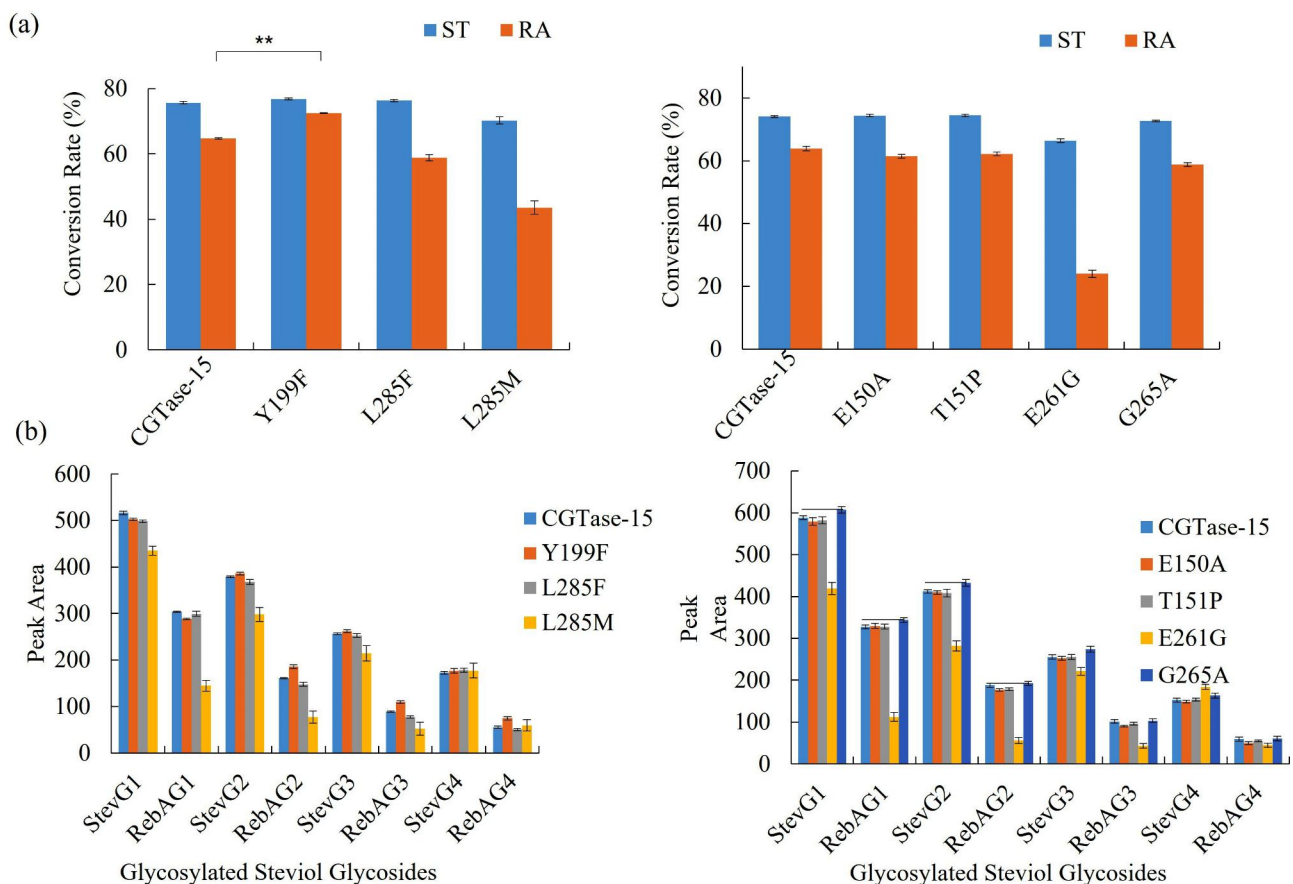 (a)
ST RA
**
Conversion Rate (%)
80
60
40
20
0
CGTase-15 Y199F L285F L285M
ST RA
Conversion Rate (%)
80
60
40
20
0
CGTase-15 E150A T151P E261G G265A
(b)
Peak Area
600
500
400
300
200
100
0
CGTase-15
Y199F
L285F
L285M
StevG1 RebAG1 StevG2 RebAG2 StevG3 RebAG3 StevG4 RebAG4
Glycosylated Steviol Glycosides
Peak
Area
700
600
500
400
300
200
100
0
CGTase-15
E150A
T151P
E261G
G265A
StevG1 RebAG1 StevG2 RebAG2 StevG3 RebAG3 StevG4 RebAG4
Glycosylated Steviol Glycosides